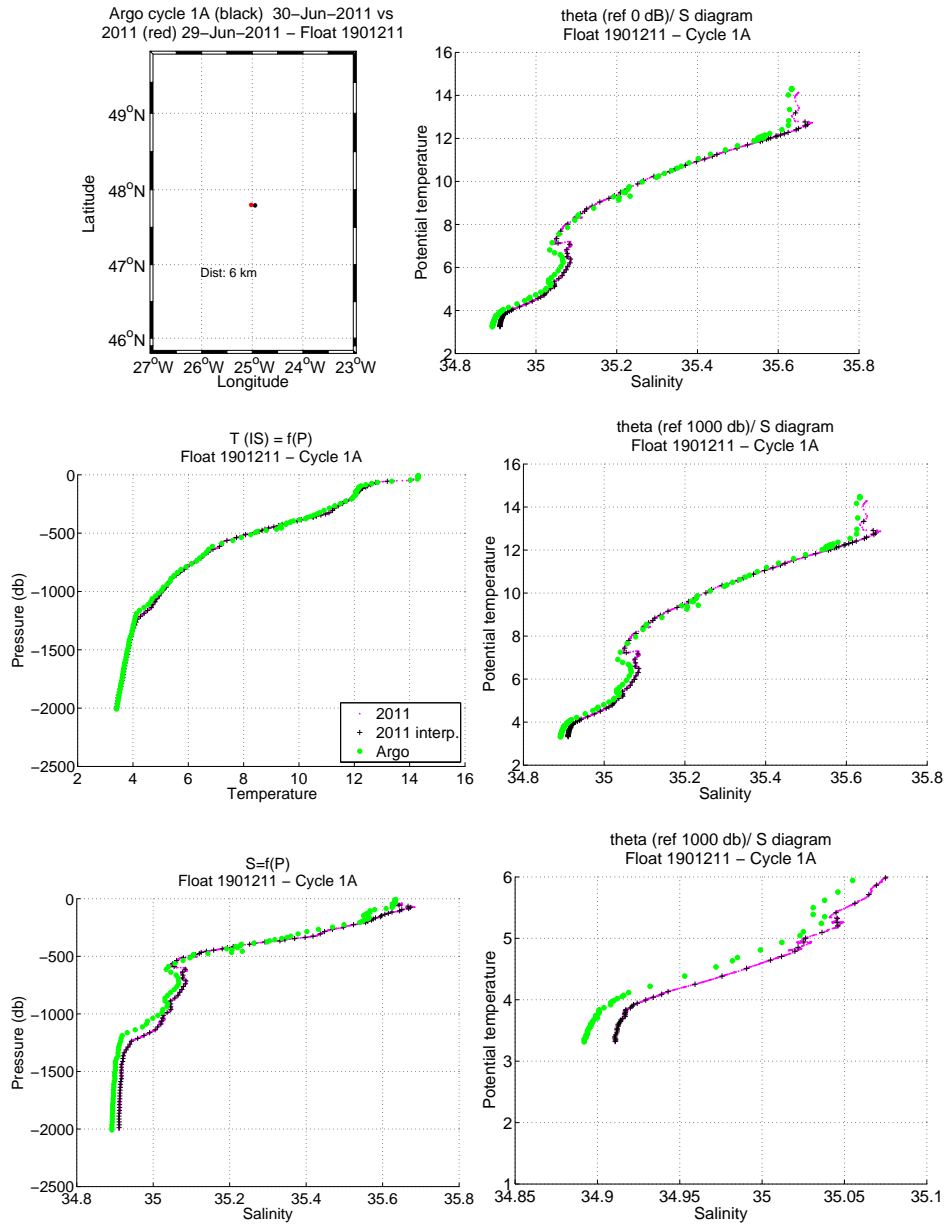 Argo cycle 1A (black)  30−Jun−2011 vs
2011 (red) 29−Jun−2011 − Float 1901211
49°N
48°N
47°N
46°N
Latitude
Dist: 6 km
27°W 26°W 25°W 24°W 23°W
Longitude
theta (ref 0 dB)/ S diagram
Float 1901211 − Cycle 1A
16
14
12
10
8
6
4
2
Potential temperature
34.8 35 35.2 35.4 35.6 35.8
Salinity
T (IS) = f(P)
Float 1901211 − Cycle 1A
0
−500
−1000
−1500
−2000
−2500
Pressure (db)
2011
2011 interp.
Argo
2 4 6 8 10 12 14 16
Temperature
theta (ref 1000 db)/ S diagram
Float 1901211 − Cycle 1A
16
14
12
10
8
6
4
2
Potential temperature
34.8 35 35.2 35.4 35.6 35.8
Salinity
S=f(P)
Float 1901211 − Cycle 1A
0
−500
−1000
−1500
−2000
−2500
Pressure (db)
34.8 35 35.2 35.4 35.6 35.8
Salinity
theta (ref 1000 db)/ S diagram
Float 1901211 − Cycle 1A
6
5
4
3
2
1
Potential temperature
34.85 34.9 34.95 35 35.05 35.1
Salinity